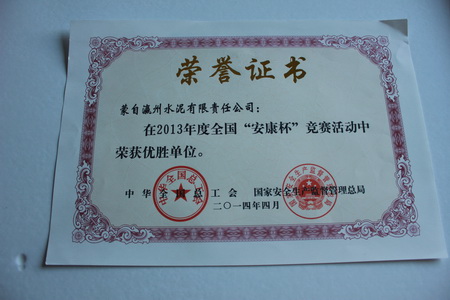 荣誉证书
蒙自瀛州水泥有限责任公司：
在2013年度全国“安康杯”竞赛活动中
荣获优胜单位。
中华全国总工会 国家安全生产监督管理总局
二〇一四年四月